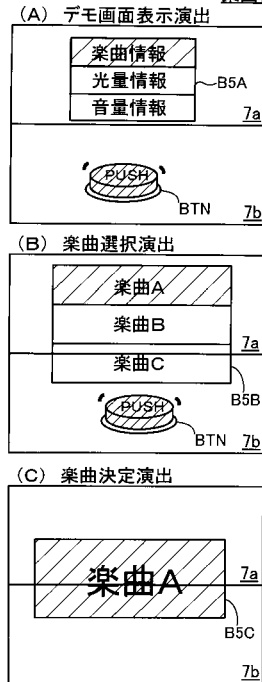 (A) デモ画面表示演出
楽曲情報
光量情報
音量情報
B5A
7a
PUSH
BTN
7b
(B) 楽曲選択演出
楽曲A
楽曲B
楽曲C
7a
B5B
PUSH
BTN
7b
(C) 楽曲決定演出
楽曲A
7a
B5C
7b